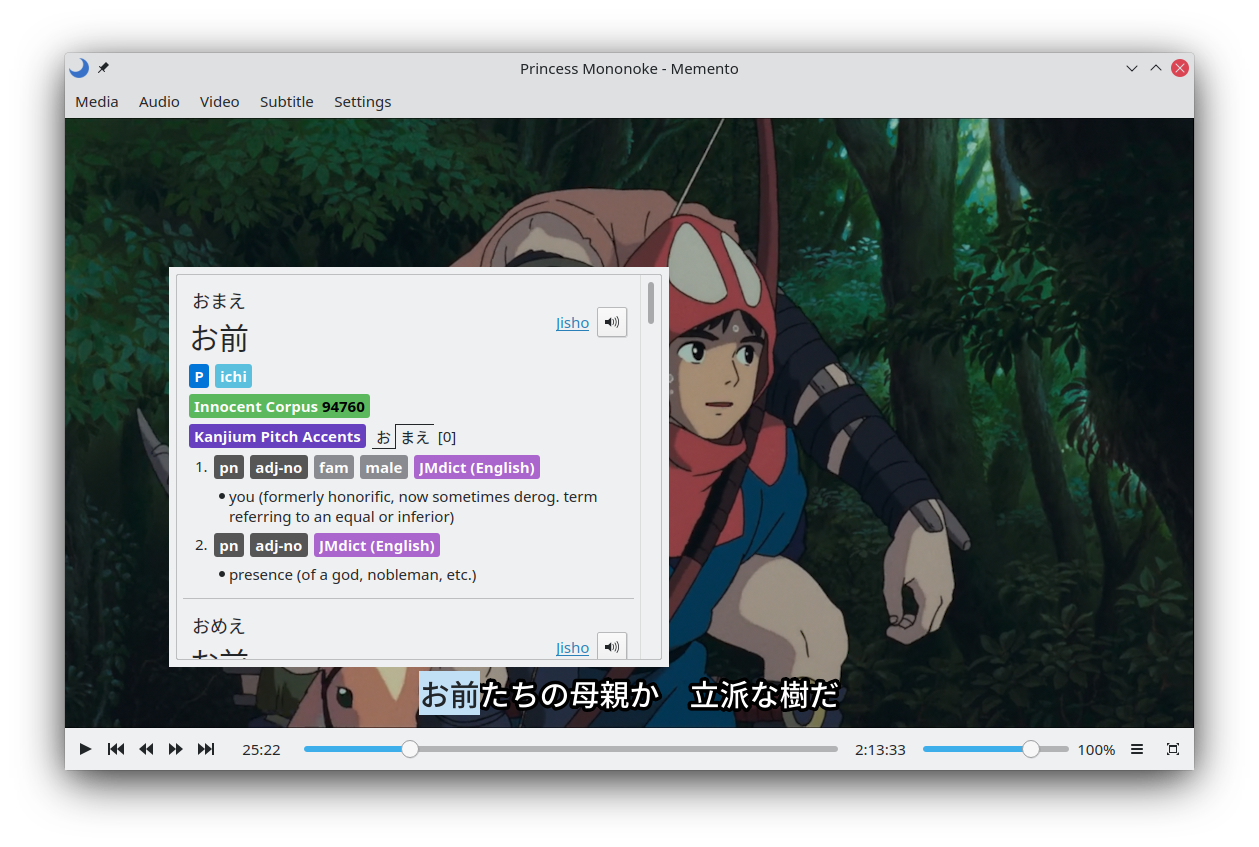 Princess Mononoke - Memento
Media Audio Video Subtitle Settings
おまえ
お前
Jisho
P ichi
Innocent Corpus 94760
Kanjium Pitch Accents おまえ [0]
1. pn adj-no fam male JMdict (English)
• you (formerly honorific, now sometimes derog. term
referring to an equal or inferior)
2. pn adj-no JMdict (English)
• presence (of a god, nobleman, etc.)
おめえ
お前
Jisho
お前たちの母親か　立派な樹だ
25:22 2:13:33 100%